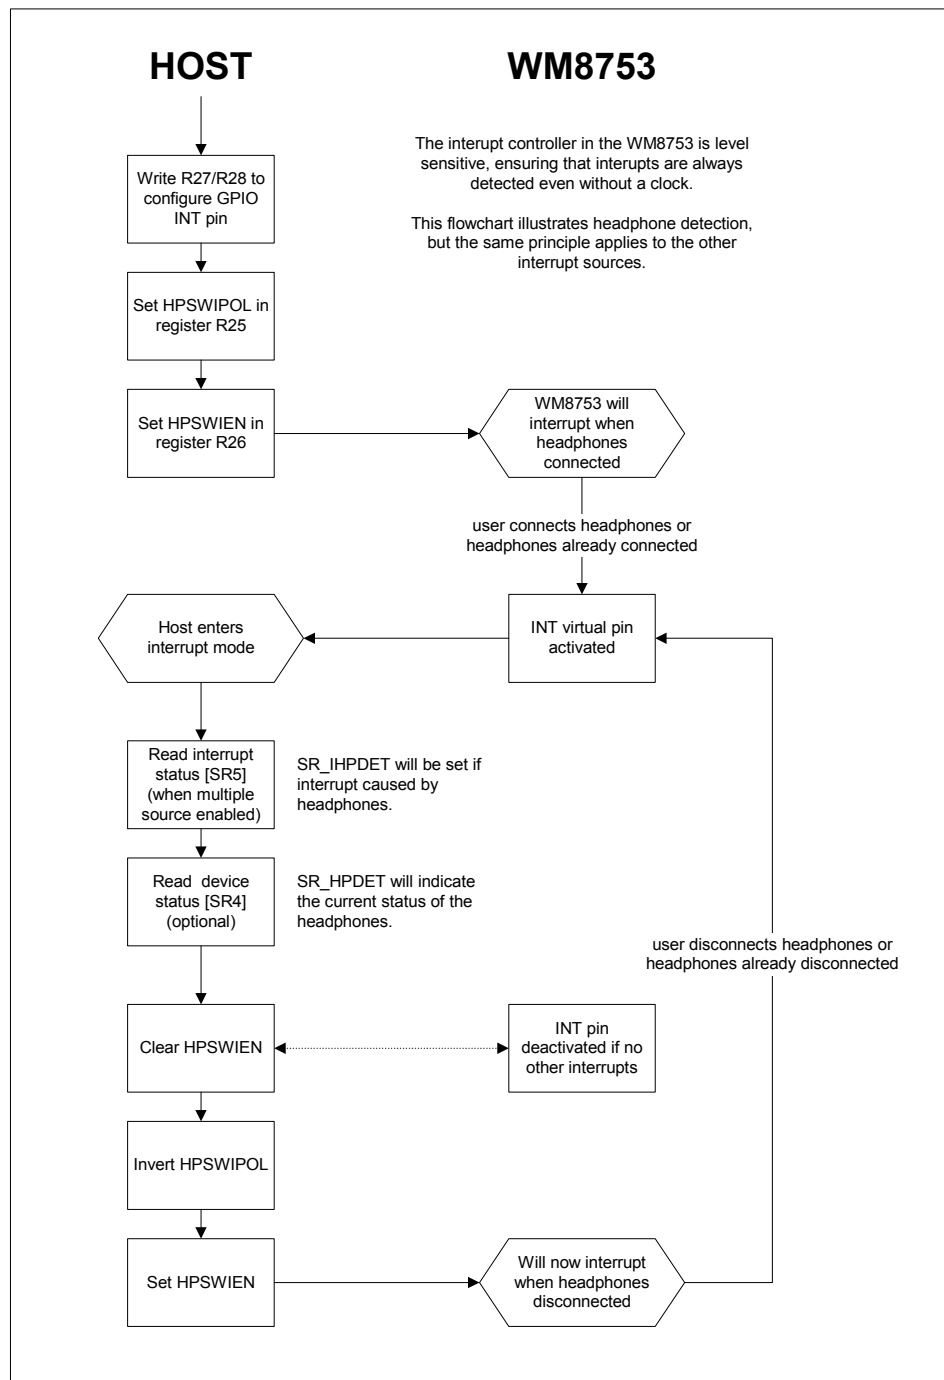 HOST
WM8753
The interupt controller in the WM8753 is level
sensitive, ensuring that interupts are always
detected even without a clock.
This flowchart illustrates headphone detection,
but the same principle applies to the other
interrupt sources.
Write R27/R28 to
configure GPIO
INT pin
Set HPSWIPOL in
register R25
Set HPSWIEN in
register R26
WM8753 will
interrupt when
headphones
connected
user connects headphones or
headphones already connected
INT virtual pin
activated
Host enters
interrupt mode
Read interrupt
status [SR5]
(when multiple
source enabled)
SR_IHPDET will be set if
interrupt caused by
headphones.
Read device
status [SR4]
(optional)
SR_HPDET will indicate
the current status of the
headphones.
user disconnects headphones or
headphones already disconnected
Clear HPSWIEN
INT pin
deactivated if no
other interrupts
Invert HPSWIPOL
Set HPSWIEN
Will now interrupt
when headphones
disconnected